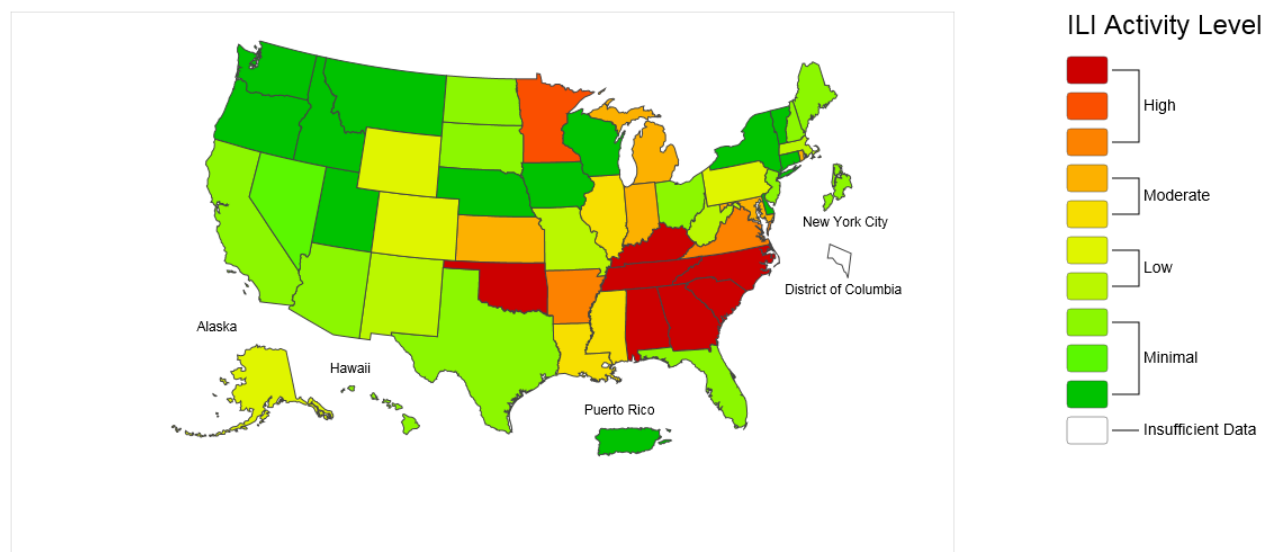 ILI Activity Level
High
Moderate
New York City
Low
District of Columbia
Alaska
Minimal
Hawaii
Puerto Rico
Insufficient Data